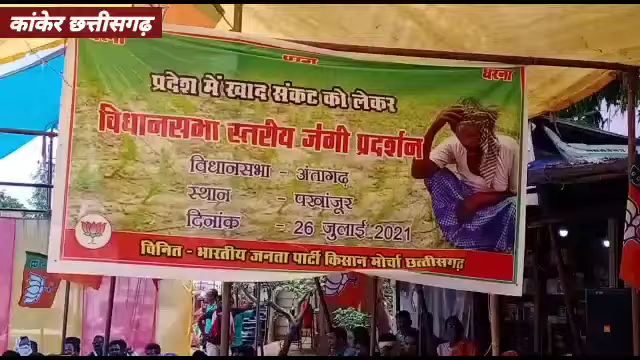 कांकेर छत्तीसगढ़
धरना
प्रदेश में खाद संकट को लेकर
विधानसभा स्तरीय जंगी प्रदर्शन
विधानसभा - अंतागढ़
स्थान - पखांजूर
दिनांक - 26 जुलाई 2021
विनित - भारतीय जनता पार्टी किसान मोर्चा छत्तीसगढ़